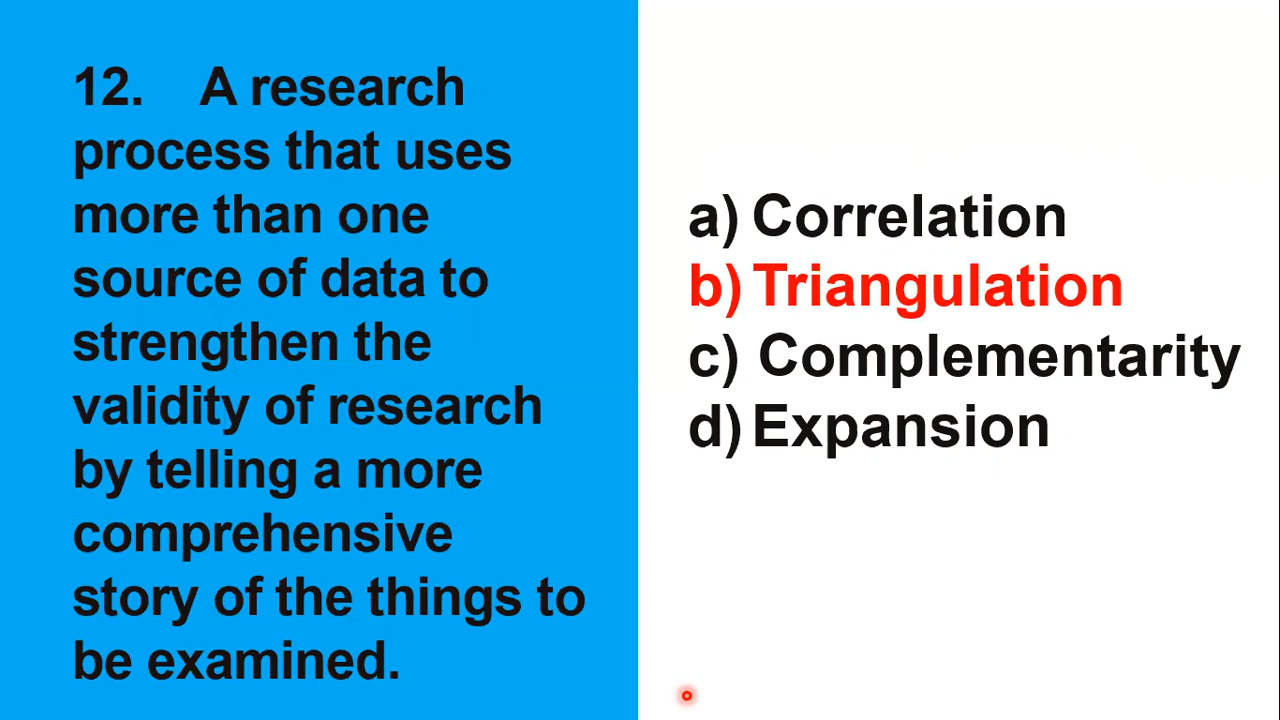 12. A research
process that uses
more than one
source of data to
strengthen the
validity of research
by telling a more
comprehensive
story of the things to
be examined.
a) Correlation
b) Triangulation
c) Complementarity
d) Expansion